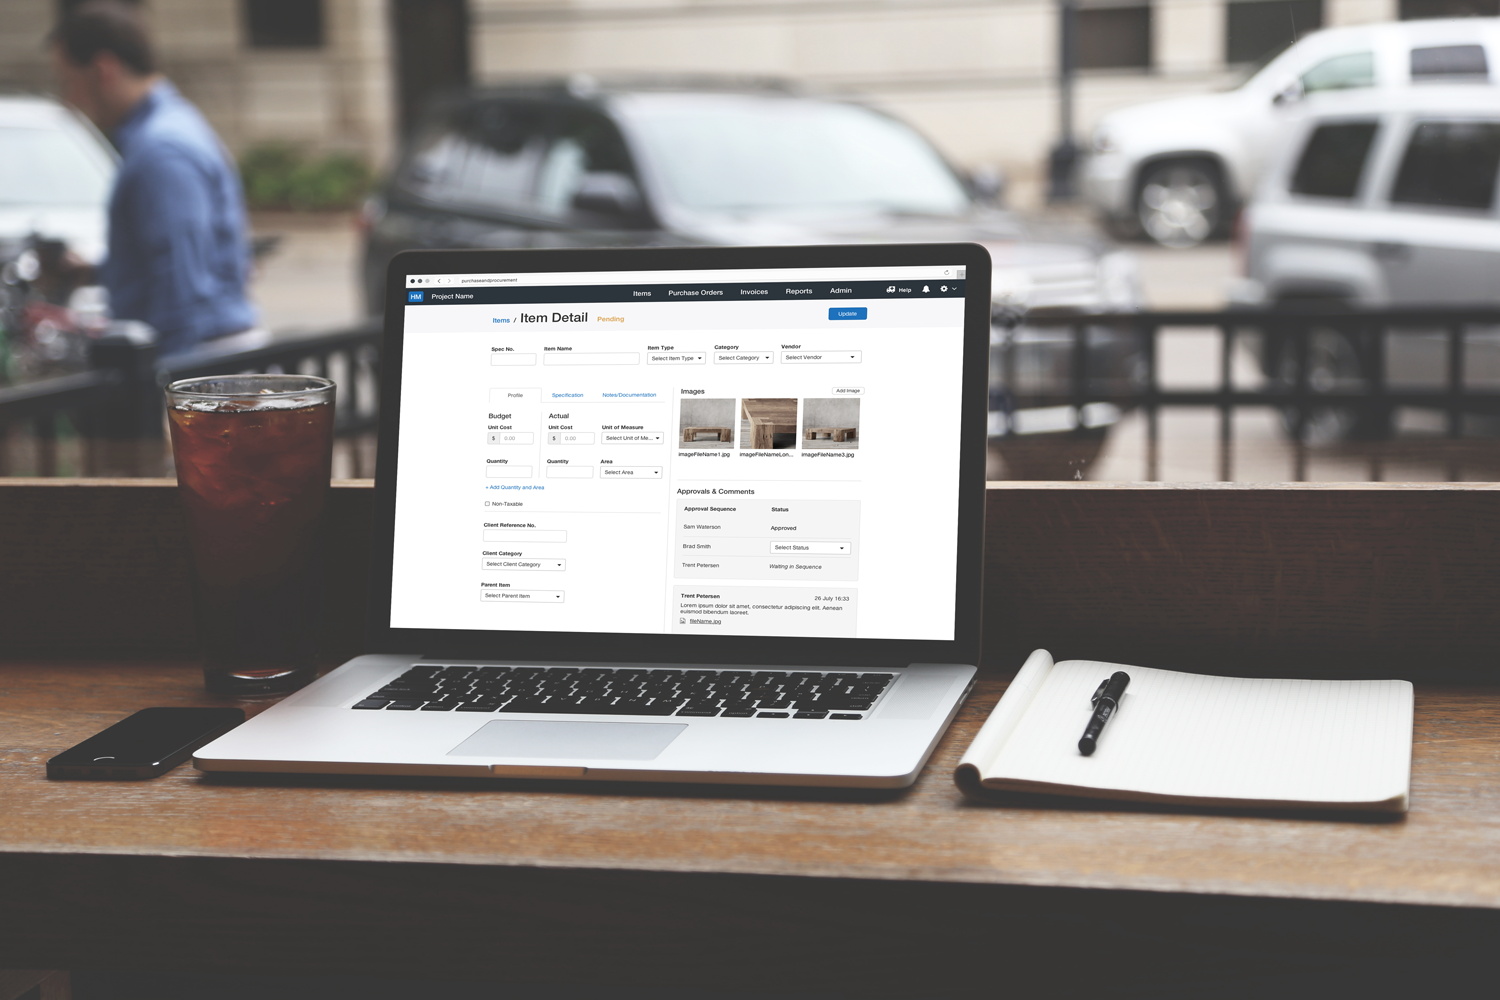 purchaseandprocurement
HM Project Name Items Purchase Orders Invoices Reports Admin Help
Items / Item Detail Pending Update
Spec No. Item Name Item Type Category Vendor
Select Item Type Select Category Select Vendor
Profile Specification Notes/Documentation
Budget Actual
Unit Cost Unit Cost Unit of Measure
$ 0.00 $ 0.00 Select Unit of Me...
Quantity Quantity Area
Select Area
+ Add Quantity and Area
Non-Taxable
Client Reference No.
Client Category
Select Client Category
Parent Item
Select Parent Item
Images Add Image
imageFileName1.jpg imageFileNameLon... imageFileName3.jpg
Approvals & Comments
Approval Sequence Status
Sam Waterson Approved
Brad Smith Select Status
Trent Petersen Waiting in Sequence
Trent Petersen 26 July 16:33
Lorem ipsum dolor sit amet, consectetur adipiscing elit. Aenean
euismod bibendum laoreet.
fileName.jpg